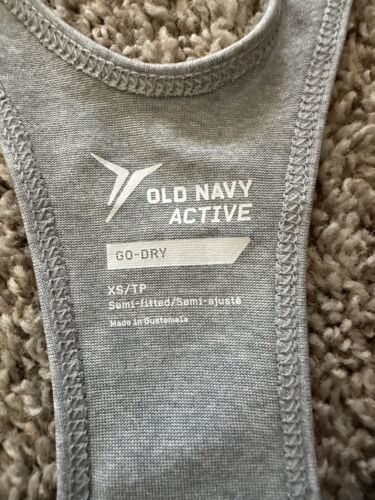 OLD NAVY
ACTIVE
GO-DRY
XS/TP
Semi-fitted/Semi-ajusté
Made in Guatemala